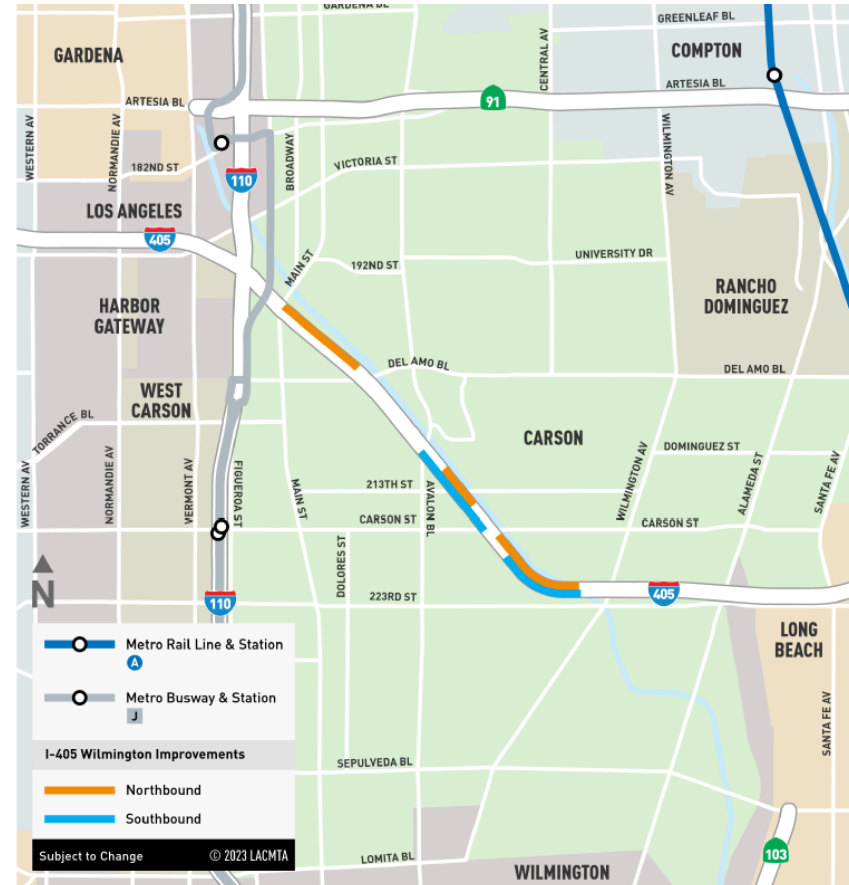 GARDENA BL
GREENLEAF BL
GARDENA
COMPTON
CENTRAL AV
ARTESIA BL
ARTESIA BL
91
WESTERN AV
NORMANDIE AV
BROADWAY
WILMINGTON AV
182ND ST
VICTORIA ST
110
LOS ANGELES
405
MAIN ST
192ND ST
UNIVERSITY DR
HARBOR
GATEWAY
RANCHO
DOMINGUEZ
DEL AMO BL
DEL AMO BL
WEST
CARSON
TORRANCE BL
CARSON
DOMINGUEZ ST
WESTERN AV
NORMANDIE AV
VERMONT AV
FIGUEROA ST
MAIN ST
213TH ST
AVALON BL
WILMINGTON AV
ALAMEDA ST
SANTA FE AV
CARSON ST
CARSON ST
DOLORES ST
N
110
223RD ST
405
LONG
BEACH
SANTA FE AV
Metro Rail Line & Station
A
Metro Busway & Station
J
I-405 Wilmington Improvements
Northbound
Southbound
SEPULVEDA BL
Subject to Change
© 2023 LACMTA
LOMITA BL
WILMINGTON
103